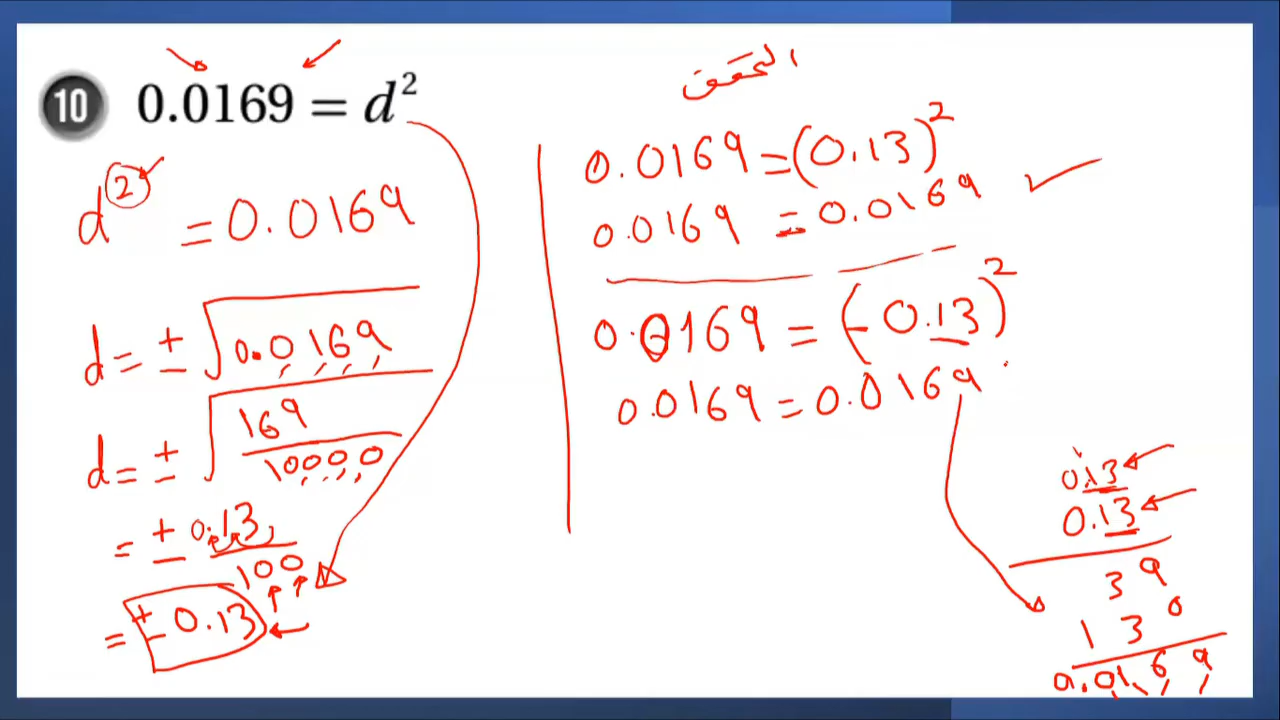 10 0.0169 = d²
d² = 0.0169
d = ± √0.0169
d = ± √169/10000
= ± 0.13/100
= ± 0.13
التحقق
0.0169 = (0.13)²
0.0169 = 0.0169 ✓
0.0169 = (-0.13)²
0.0169 = 0.0169
0.13
0.13
39
130
0.0169